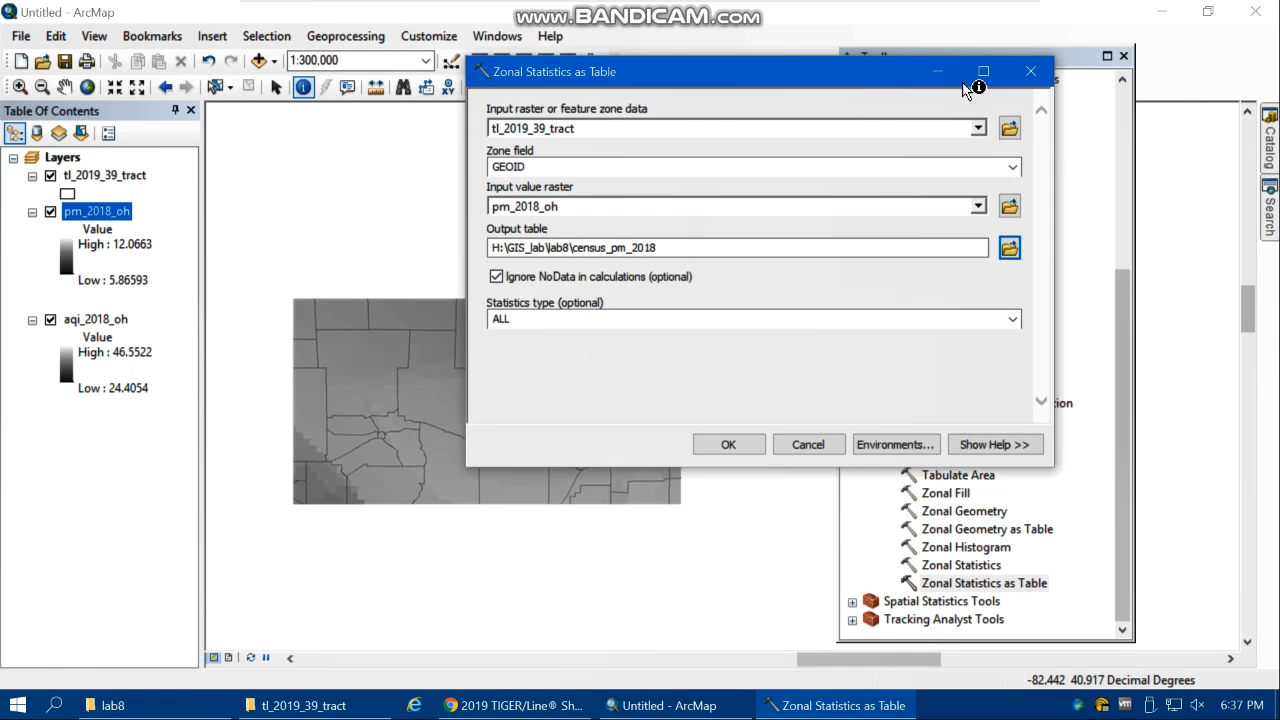 Untitled - ArcMap
www.BANDICAM.com
File Edit View Bookmarks Insert Selection Geoprocessing Customize Windows Help
1:300,000
Table Of Contents
Layers
tl_2019_39_tract
pm_2018_oh
Value
High : 12.0663
Low : 5.86593
aqi_2018_oh
Value
High : 46.5522
Low : 24.4054
Zonal Statistics as Table
Input raster or feature zone data
tl_2019_39_tract
Zone field
GEOID
Input value raster
pm_2018_oh
Output table
H:\GIS_lab\lab8\census_pm_2018
Ignore NoData in calculations (optional)
Statistics type (optional)
ALL
OK Cancel Environments... Show Help >>
Tabulate Area
Zonal Fill
Zonal Geometry
Zonal Geometry as Table
Zonal Histogram
Zonal Statistics
Zonal Statistics as Table
Spatial Statistics Tools
Tracking Analyst Tools
Catalog
Search
-82.442 40.917 Decimal Degrees
lab8
tl_2019_39_tract
2019 TIGER/Line® Sh...
Untitled - ArcMap
Zonal Statistics as Table
6:37 PM